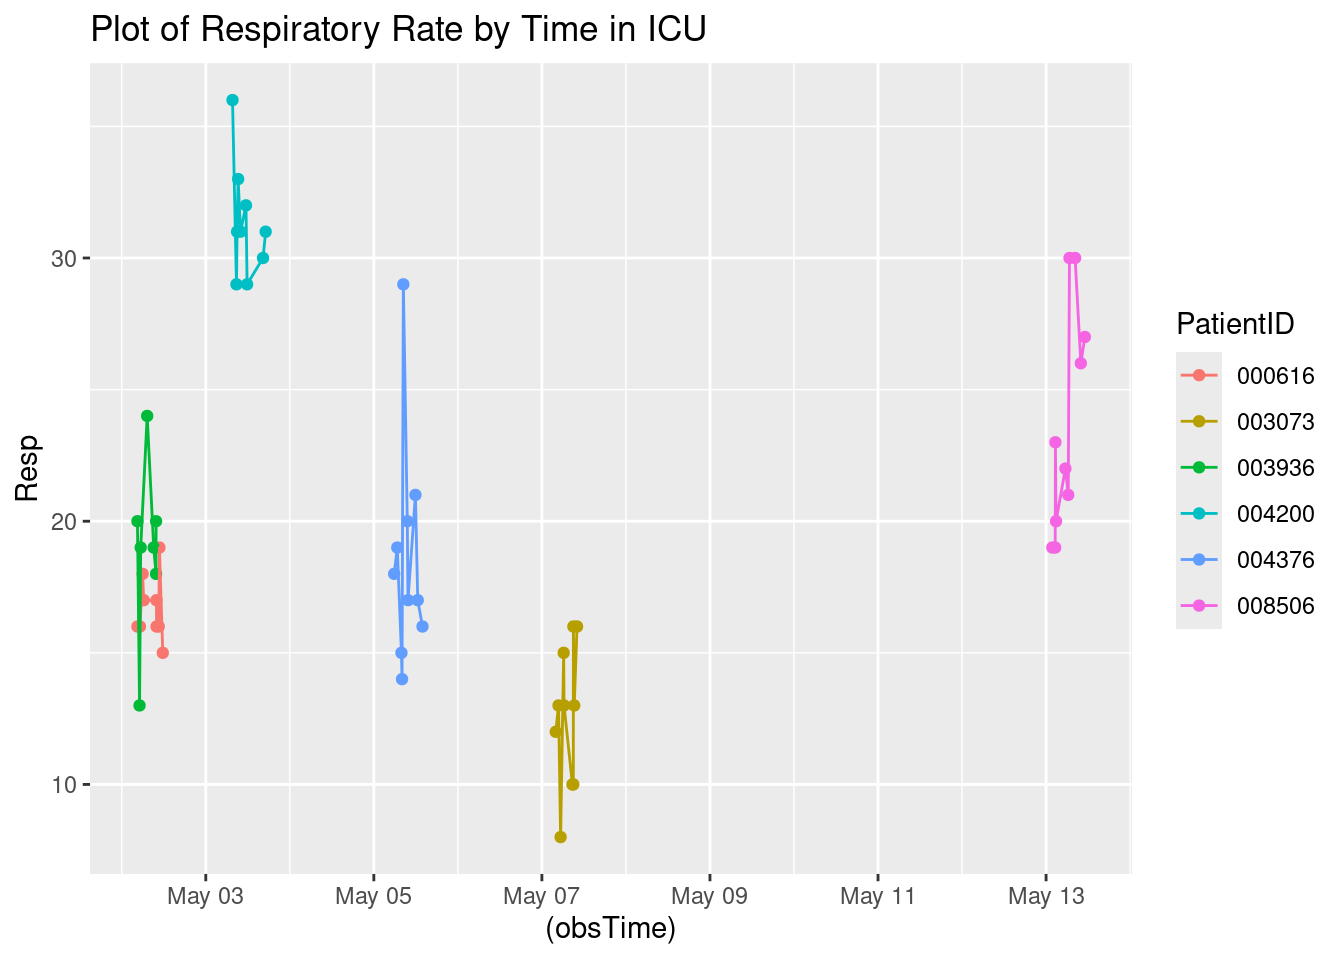 Plot of Respiratory Rate by Time in ICU
30
20
10
Resp
May 03
May 05
May 07
May 09
May 11
May 13
(obsTime)
PatientID
000616
003073
003936
004200
004376
008506